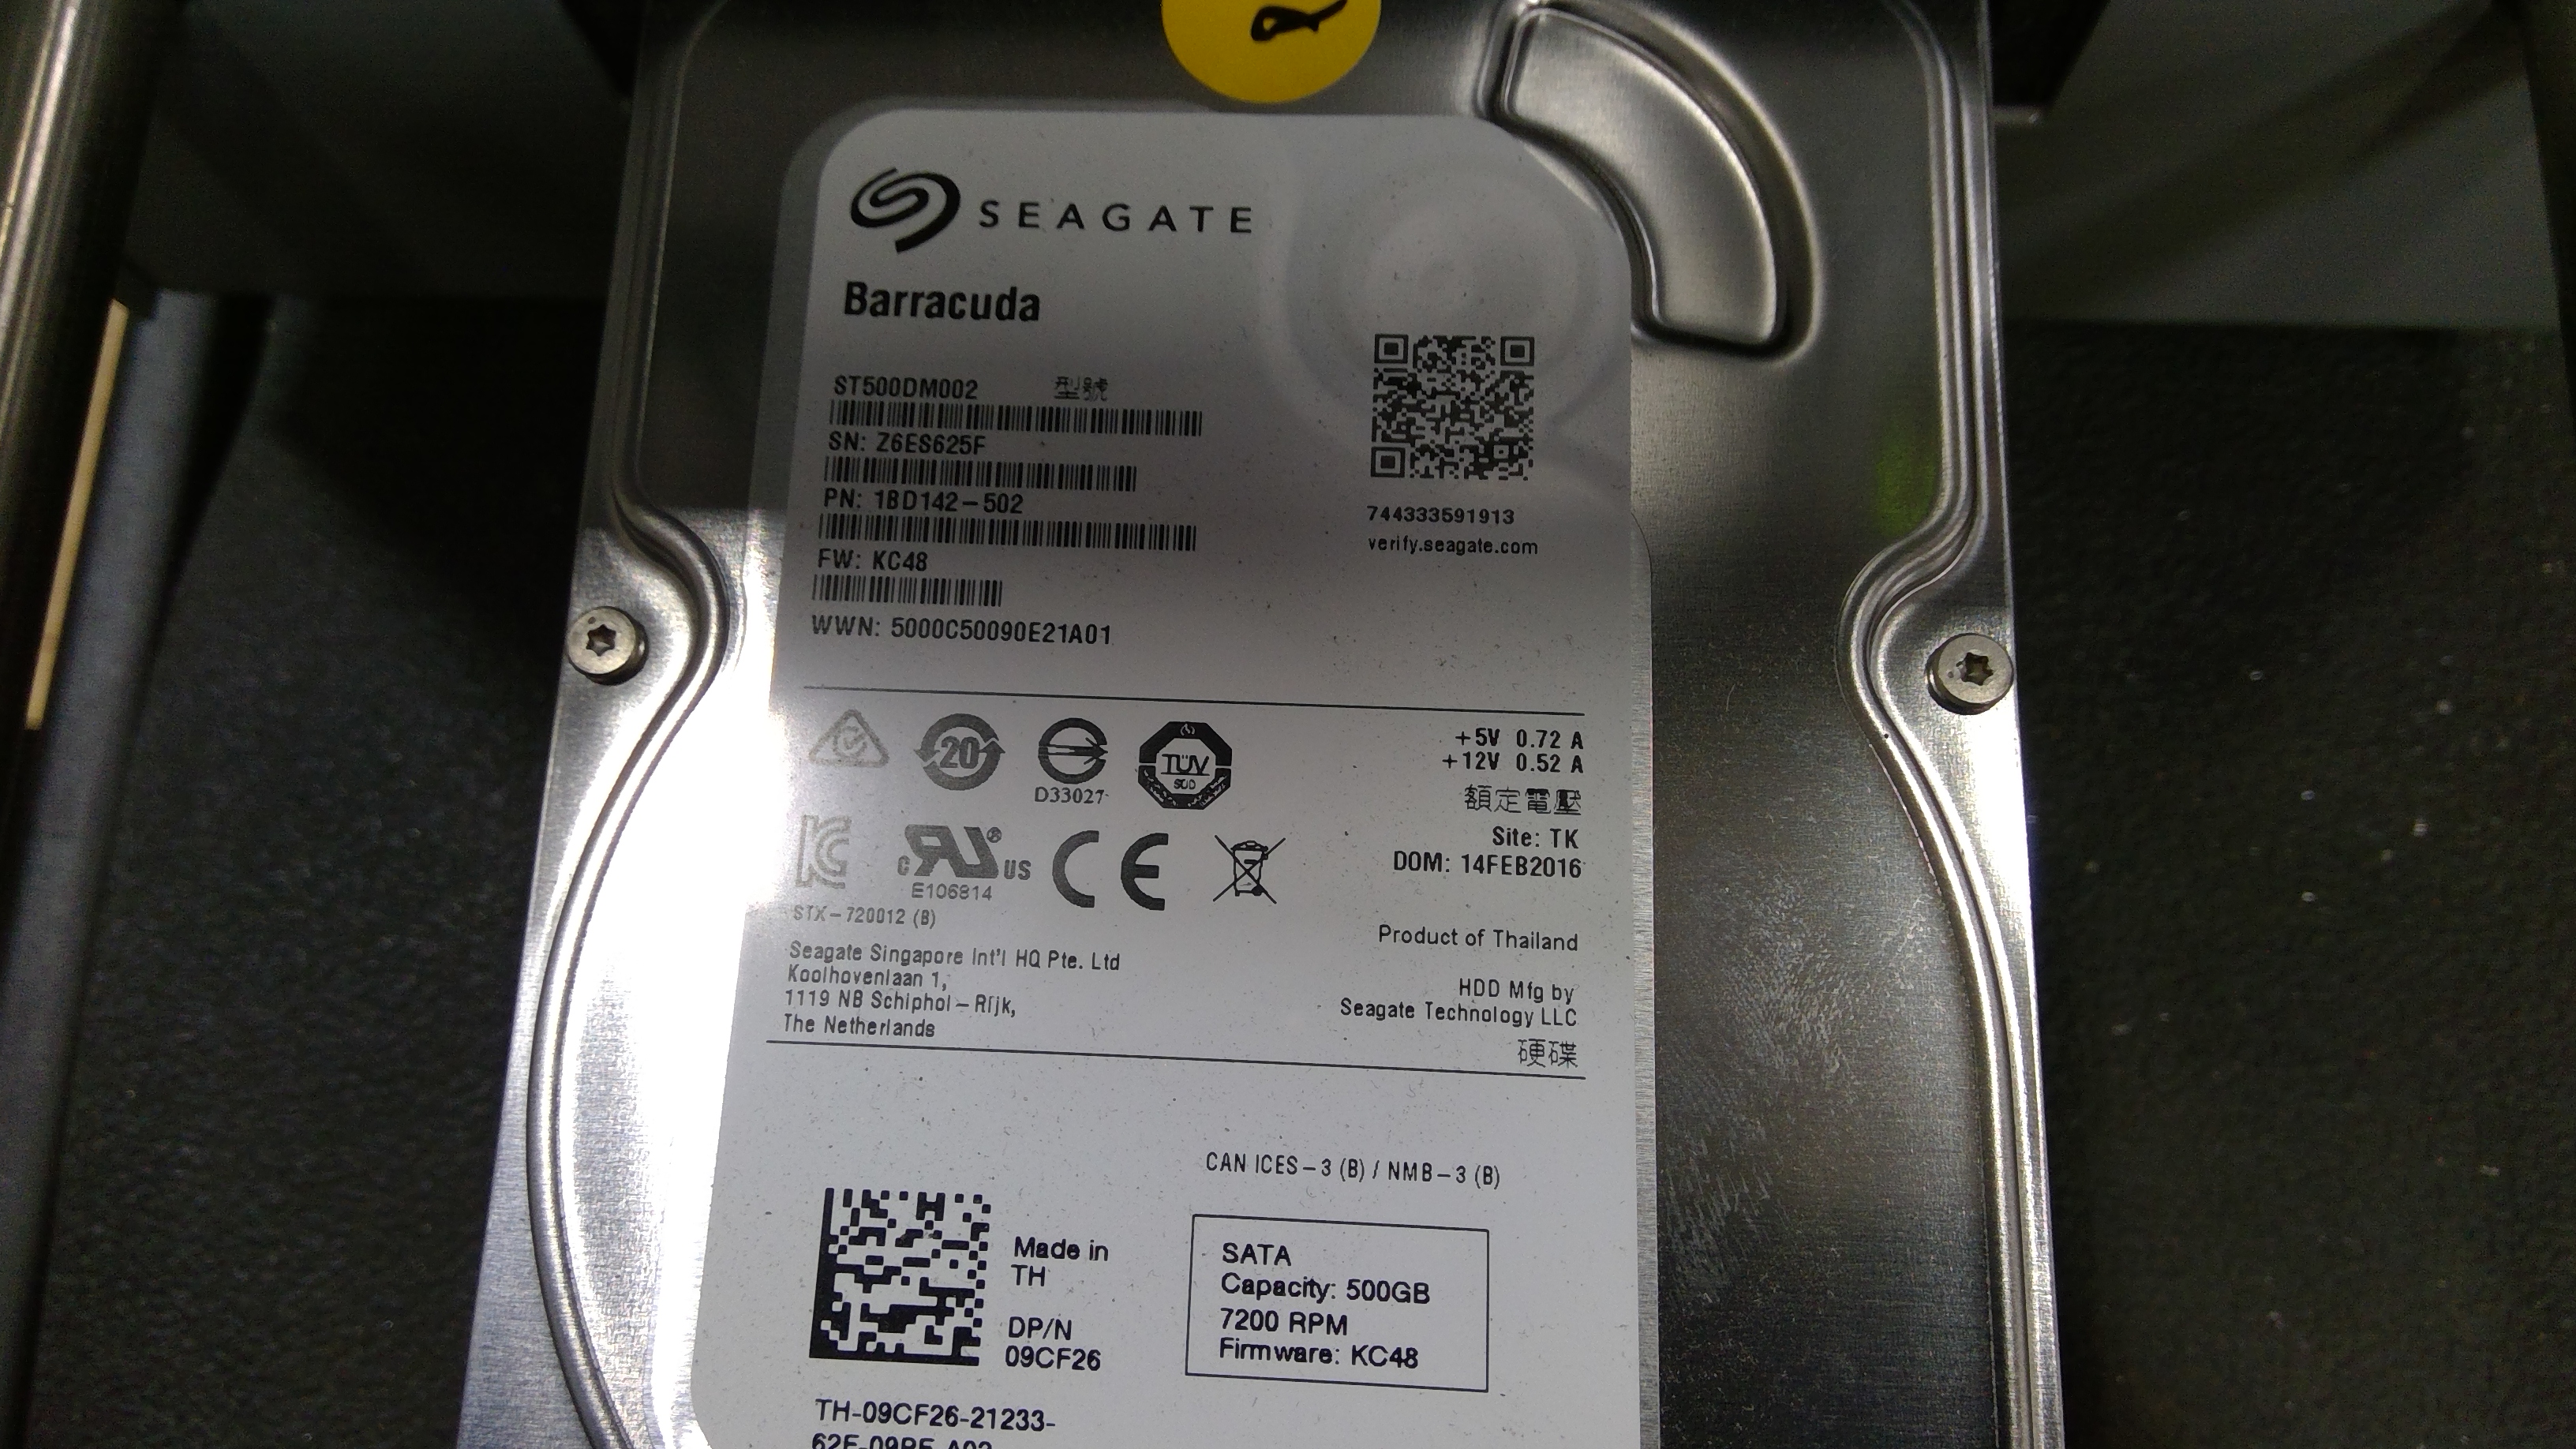 SEAGATE
Barracuda
ST500DM002 型號
SN: Z6ES625F
PN: 1BD142-502
FW: KC48
WWN: 5000C50090E21A01
744333591913
verify.seagate.com
20
D33027
TÜV
SÜD
+5V 0.72 A
+12V 0.52 A
額定電壓
Site: TK
DOM: 14FEB2016
c RU US
E106814
CE
STX-720012 (B)
Seagate Singapore Int'l HQ Pte. Ltd
Koolhovenlaan 1,
1119 NB Schiphol-Rijk,
The Netherlands
Product of Thailand
HDD Mfg by
Seagate Technology LLC
硬碟
CAN ICES-3 (B) / NMB-3 (B)
Made in
TH
DP/N
09CF26
SATA
Capacity: 500GB
7200 RPM
Firmware: KC48
TH-09CF26-21233-